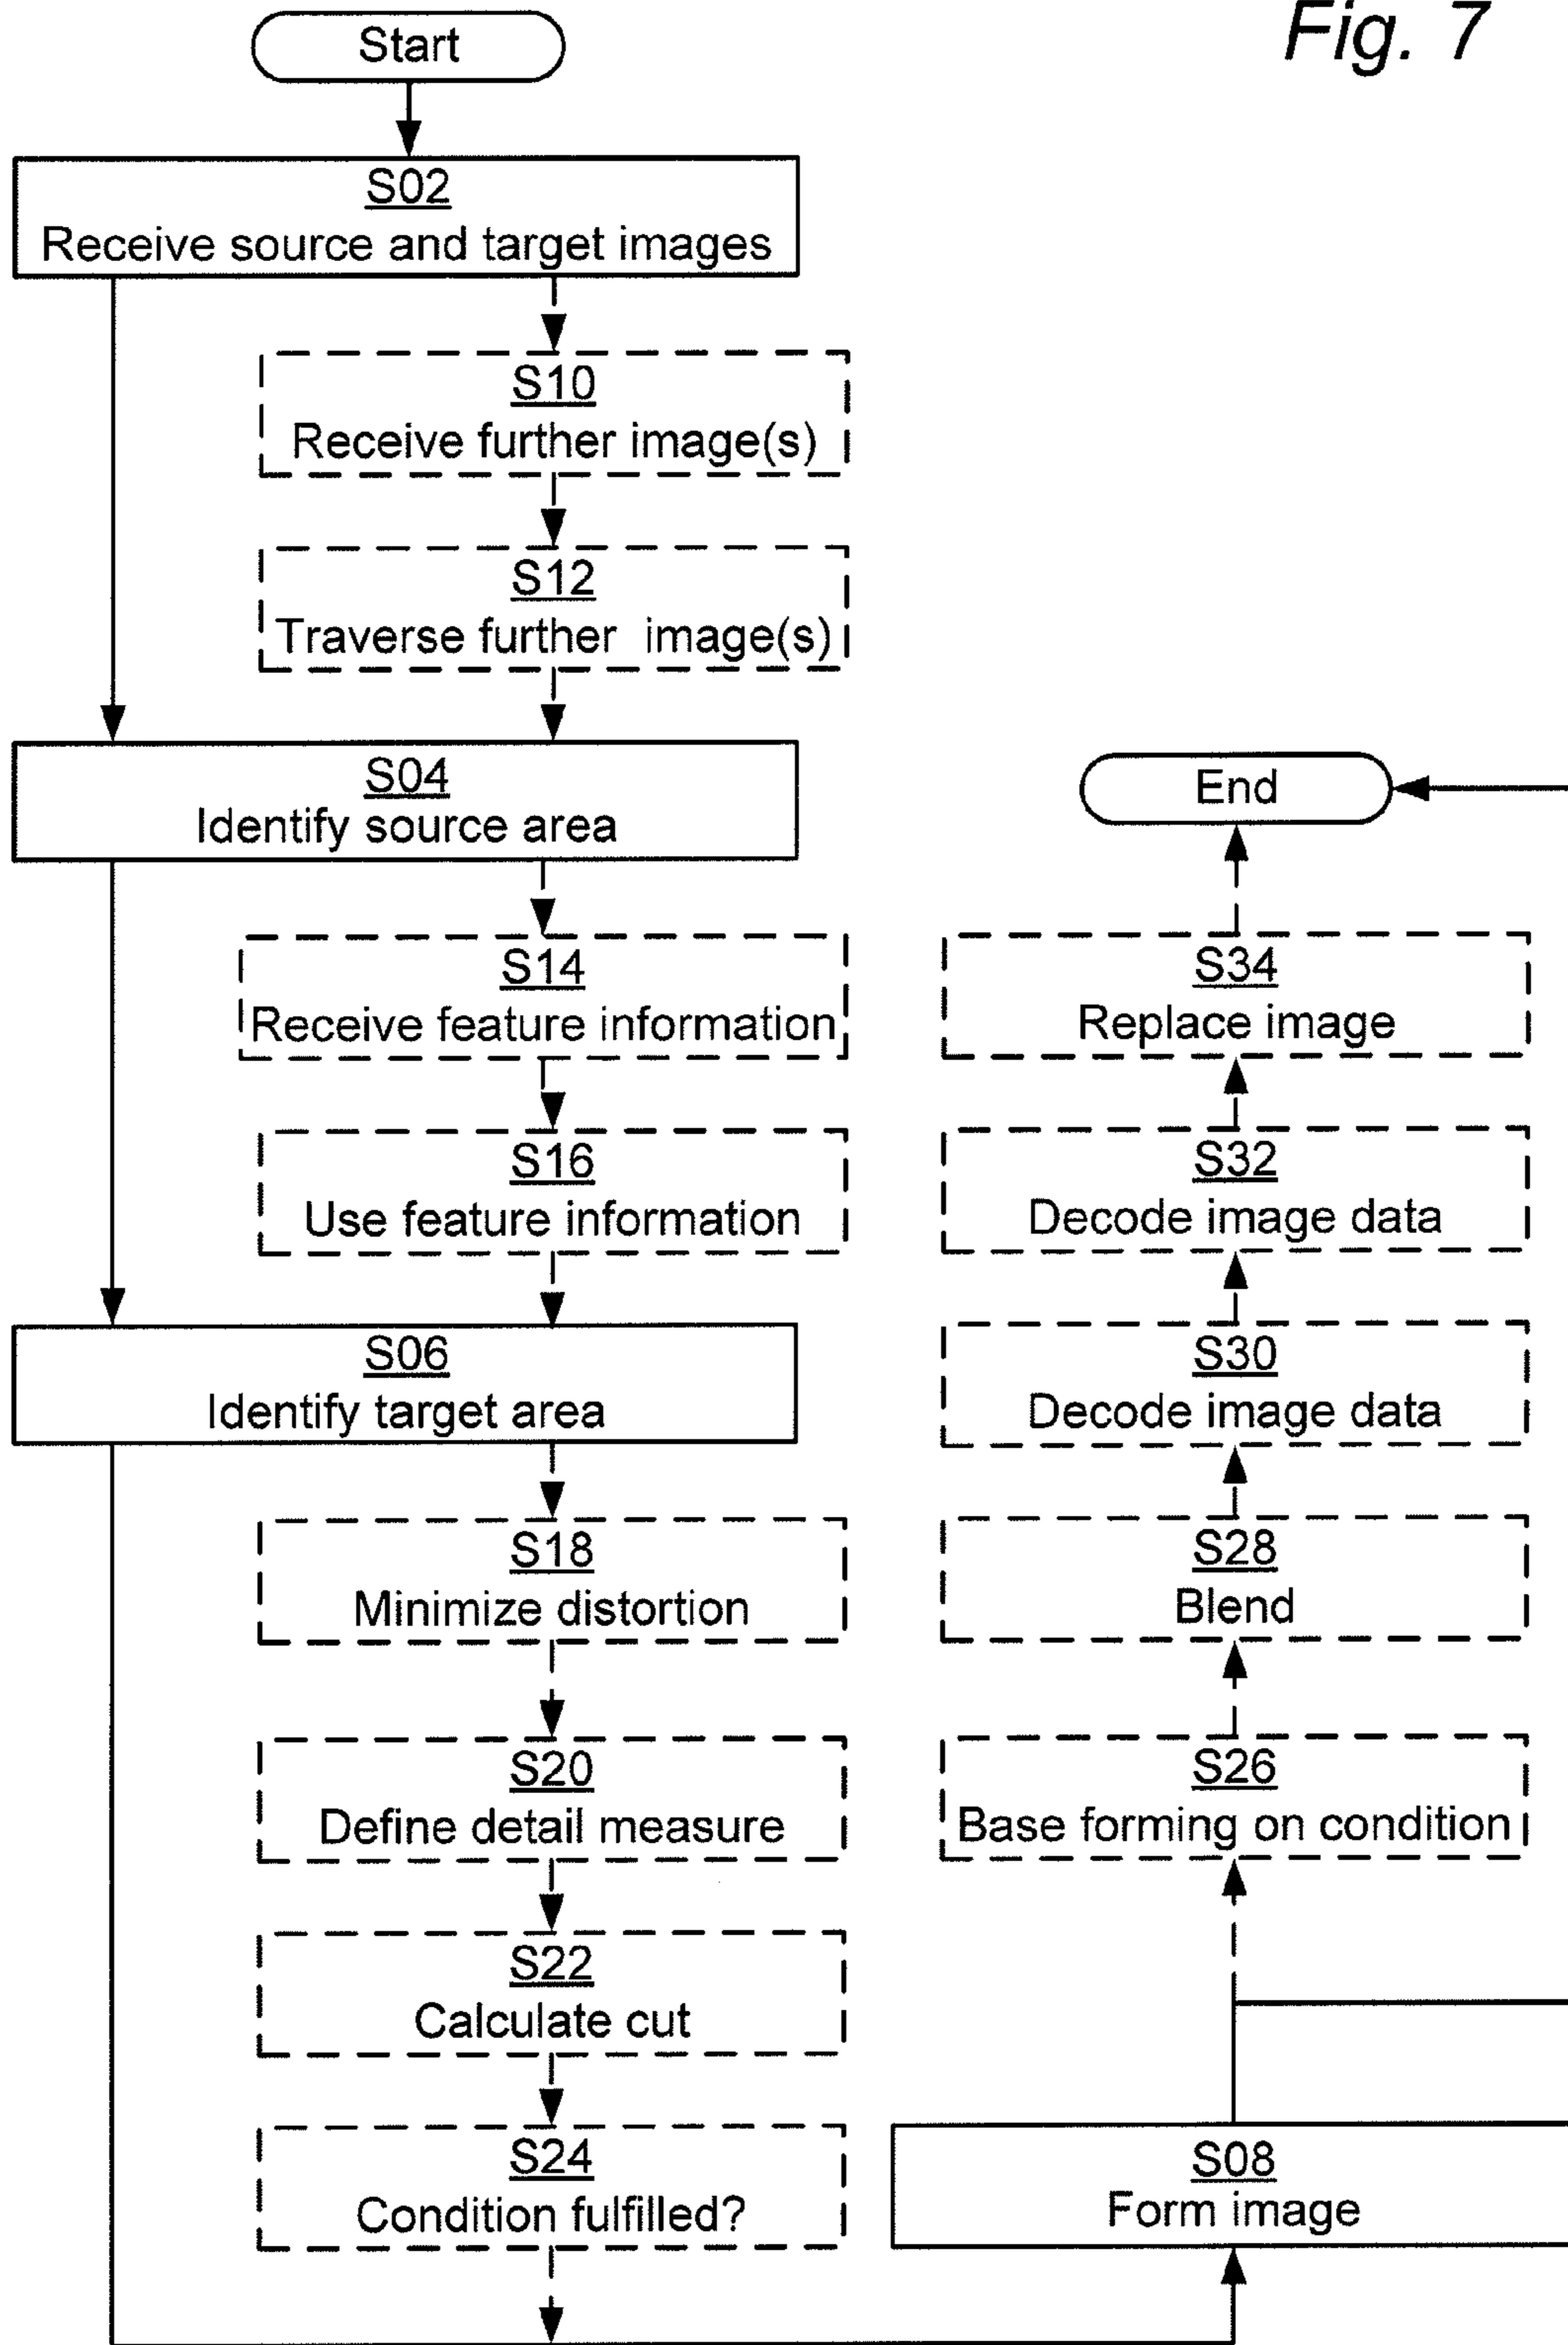 Fig. 7
Start
S02
Receive source and target images
S10
Receive further image(s)
S12
Traverse further image(s)
S04
Identify source area
S14
Receive feature information
S16
Use feature information
S06
Identify target area
S18
Minimize distortion
S20
Define detail measure
S22
Calculate cut
S24
Condition fulfilled?
S08
Form image
S26
Base forming on condition
S28
Blend
S30
Decode image data
S32
Decode image data
S34
Replace image
End